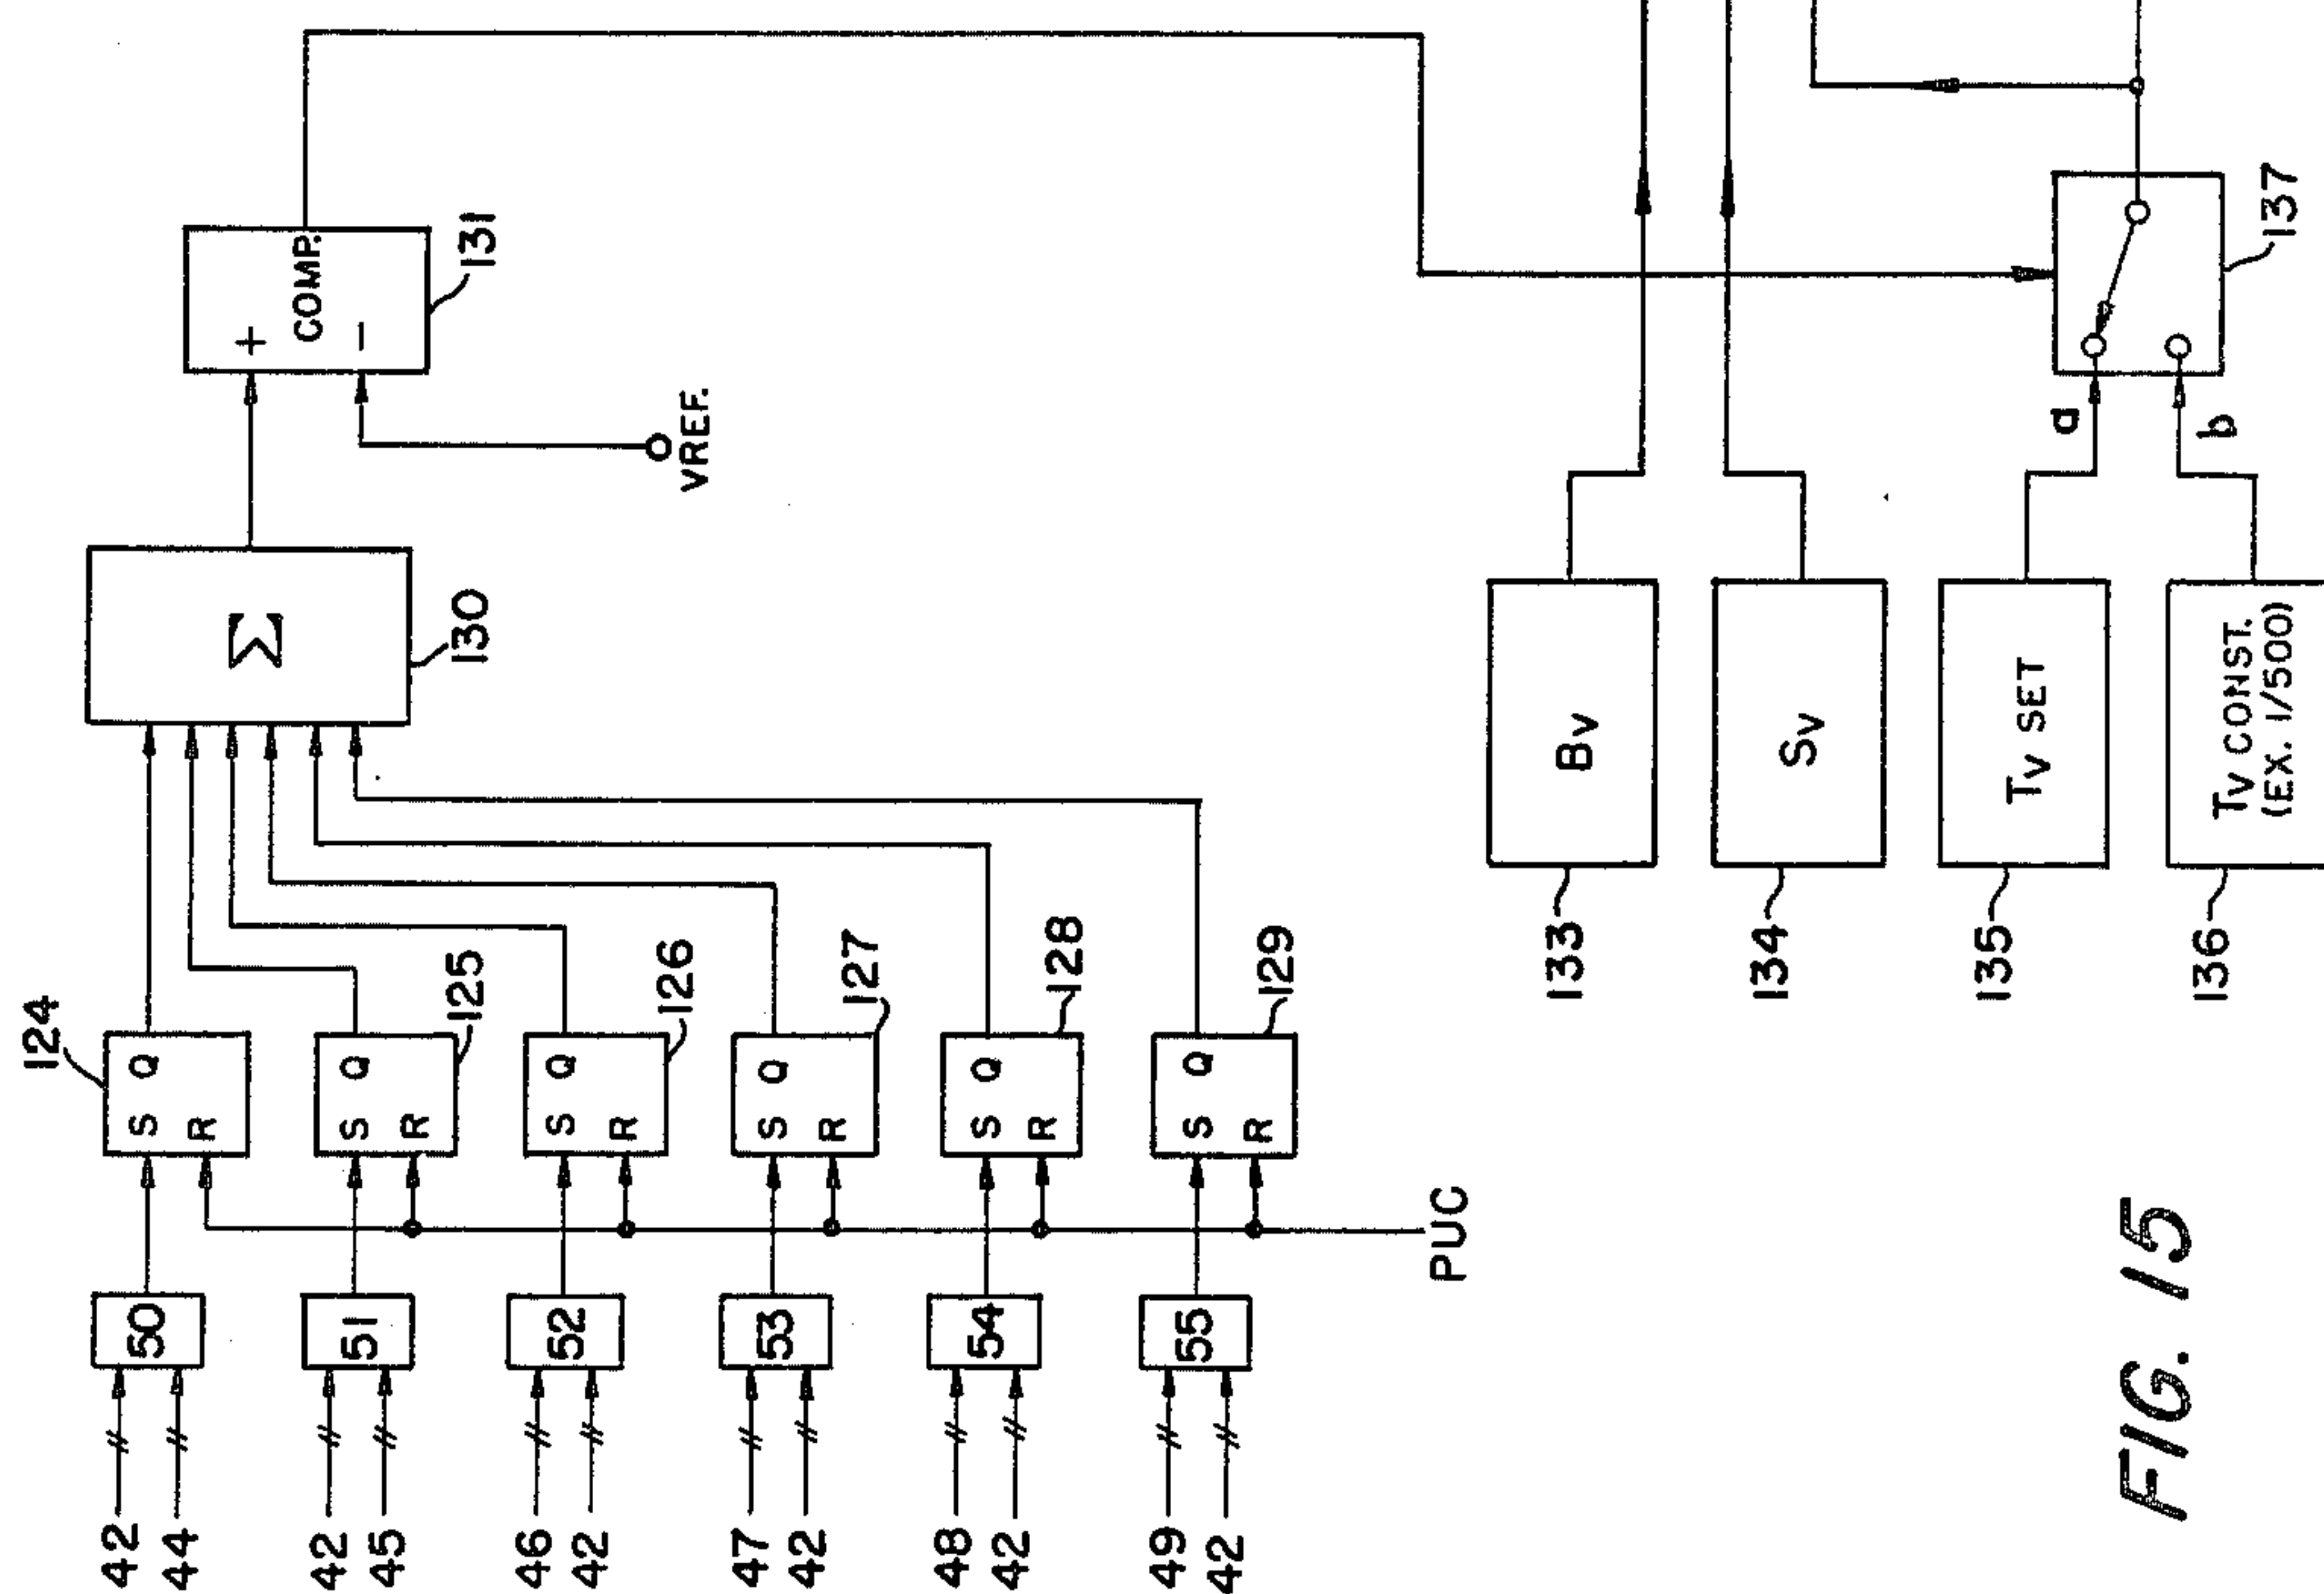 42
44
50
124
S Q
R
42
45
51
125
S Q
R
46
42
52
126
S Q
R
47
42
53
127
S Q
R
48
42
54
128
S Q
R
49
42
55
129
S Q
R
PUC
Σ
130
+
−
COMP.
131
VREF.
133
BV
134
SV
135
TV SET
136
TV CONST.
(EX. 1/500)
a
b
137
FIG. 15